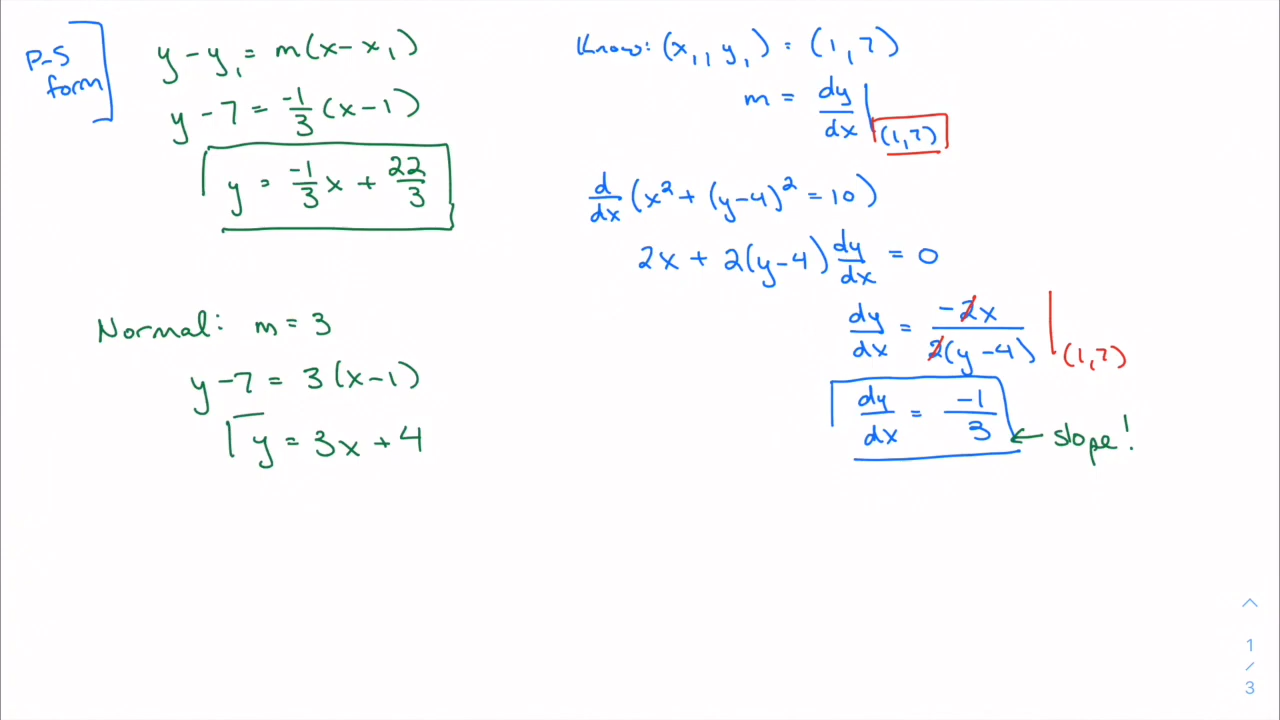 P-S
form
y - y₁ = m(x - x₁)
y - 7 = -1/3 (x - 1)
y = -1/3 x + 22/3
Normal: m = 3
y - 7 = 3(x - 1)
y = 3x + 4
Know: (x₁, y₁) = (1, 7)
m = dy/dx |(1,7)
d/dx (x² + (y-4)² = 10)
2x + 2(y-4) dy/dx = 0
dy/dx = -2x / 2(y-4) |(1,7)
dy/dx = -1/3 ← slope!
1
/
3